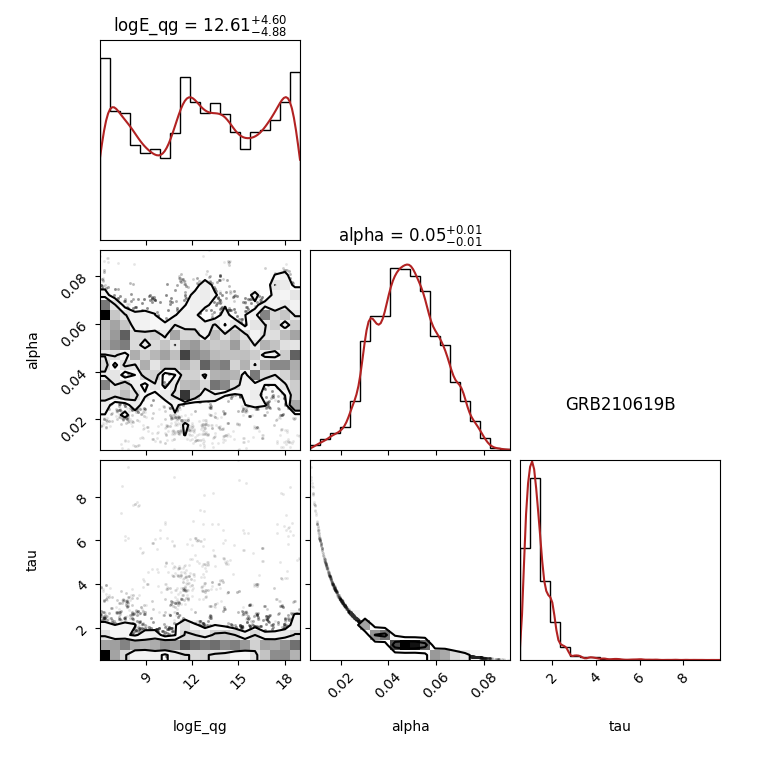 logE_qg = 12.61 +4.60 −4.88
alpha = 0.05 +0.01 −0.01
0.08
0.06
0.04
0.02
alpha
GRB210619B
8
6
4
2
tau
9 12 15 18
0.02 0.04 0.06 0.08
2 4 6 8
logE_qg
alpha
tau